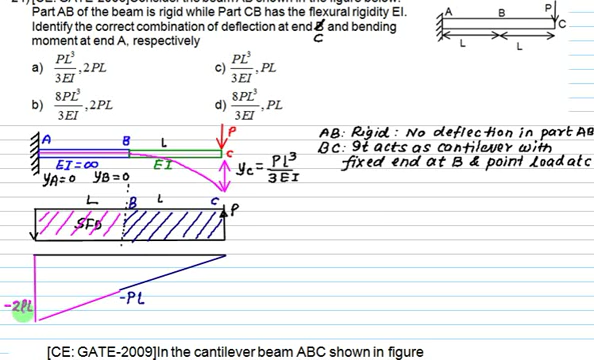 Part AB of the beam is rigid while Part CB has the flexural rigidity EI.
Identify the correct combination of deflection at end C and bending
moment at end A, respectively
a) PL³/3EI, 2PL
c) PL³/3EI, PL
b) 8PL³/3EI, 2PL
d) 8PL³/3EI, PL
A B P C
L L
A B L P C
EI=∞ EI
yA=0 yB=0
yc = PL³/3EI
AB: Rigid: No deflection in part AB
BC: It acts as cantilever with
fixed end at B & point load at C
L B L C P
SFD
-PL
-2PL
[CE: GATE-2009]In the cantilever beam ABC shown in figure